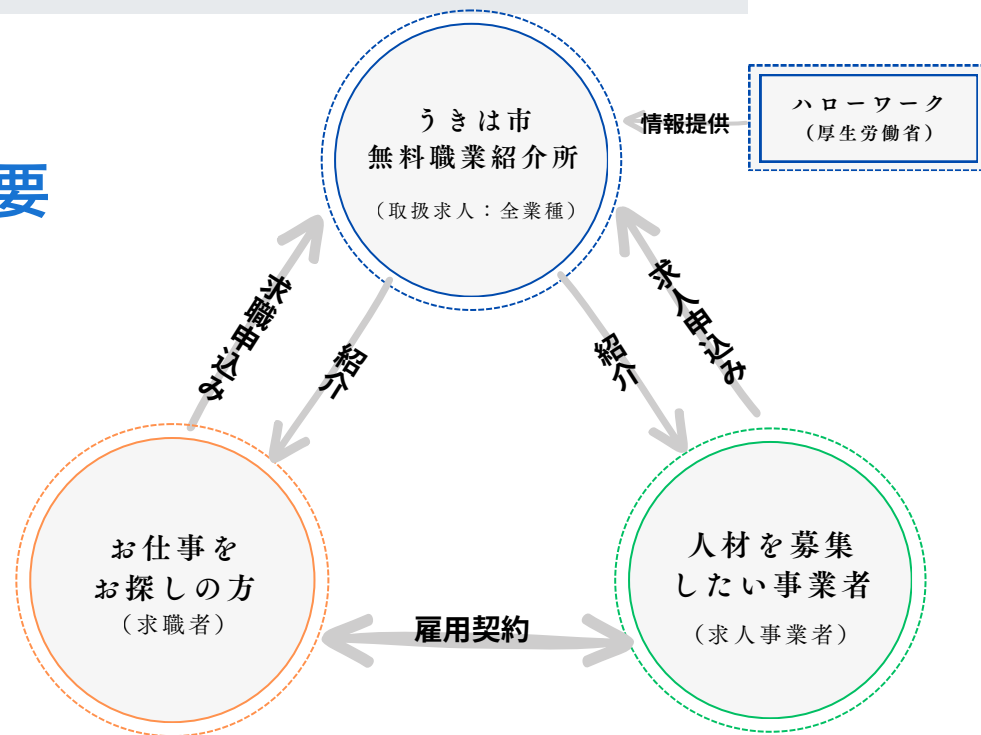 うきは市
無料職業紹介所
（取扱求人：全業種）
情報提供
ハローワーク
（厚生労働省）
要
求職申込み
紹介
紹介
求人申込み
お仕事を
お探しの方
（求職者）
雇用契約
人材を募集
したい事業者
（求人事業者）